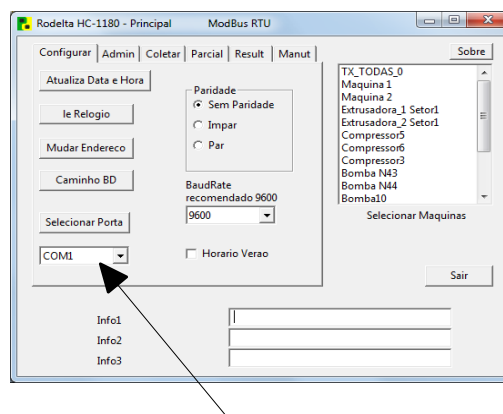 Rodelta HC-1180 - Principal ModBus RTU
Configurar Admin Coletar Parcial Result Manut
Sobre
Atualiza Data e Hora
le Relogio
Mudar Endereco
Caminho BD
Selecionar Porta
COM1
Paridade
Sem Paridade
Impar
Par
BaudRate
recomendado 9600
9600
Horario Verao
TX_TODAS_0
Maquina 1
Maquina 2
Extrusadora_1 Setor1
Extrusadora_2 Setor1
Compressor5
Compressor6
Compressor3
Bomba N43
Bomba N44
Bomba10
Selecionar Maquinas
Sair
Info1
Info2
Info3